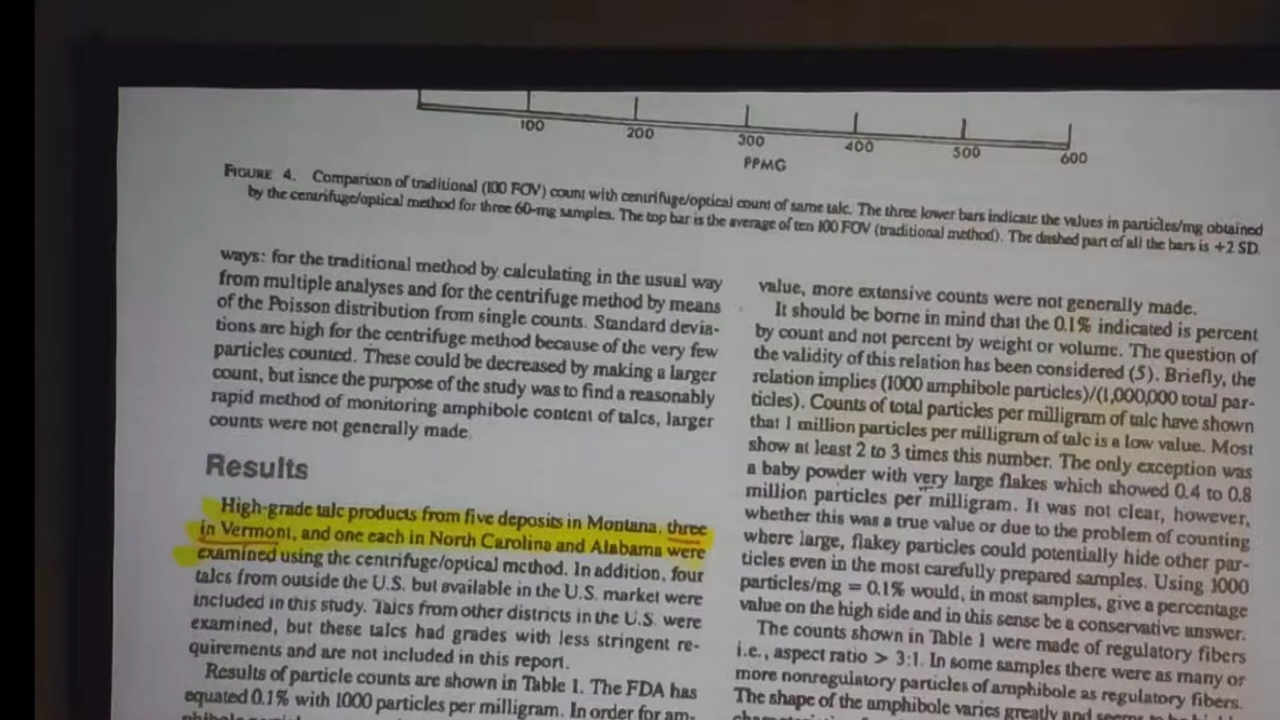 100 200 300 400 500 600
PPMG
FIGURE 4. Comparison of traditional (100 FOV) count with centrifuge/optical count of same talc. The three lower bars indicate the values in particles/mg obtained
by the centrifuge/optical method for three 60-mg samples. The top bar is the average of ten 100 FOV (traditional method). The dashed part of all the bars is +2 SD.
ways: for the traditional method by calculating in the usual way
from multiple analyses and for the centrifuge method by means
of the Poisson distribution from single counts. Standard devia-
tions are high for the centrifuge method because of the very few
particles counted. These could be decreased by making a larger
count, but isnce the purpose of the study was to find a reasonably
rapid method of monitoring amphibole content of talcs, larger
counts were not generally made.
Results
High-grade talc products from five deposits in Montana, three
in Vermont, and one each in North Carolina and Alabama were
examined using the centrifuge/optical method. In addition, four
talcs from outside the U.S. but available in the U.S. market were
included in this study. Talcs from other districts in the U.S. were
examined, but these talcs had grades with less stringent re-
quirements and are not included in this report.
Results of particle counts are shown in Table 1. The FDA has
equated 0.1% with 1000 particles per milligram. In order for am-
value, more extensive counts were not generally made.
It should be borne in mind that the 0.1% indicated is percent
by count and not percent by weight or volume. The question of
the validity of this relation has been considered (5). Briefly, the
relation implies (1000 amphibole particles)/(1,000,000 total par-
ticles). Counts of total particles per milligram of talc have shown
that 1 million particles per milligram of talc is a low value. Most
show at least 2 to 3 times this number. The only exception was
a baby powder with very large flakes which showed 0.4 to 0.8
million particles per milligram. It was not clear, however,
whether this was a true value or due to the problem of counting
where large, flakey particles could potentially hide other par-
ticles even in the most carefully prepared samples. Using 1000
particles/mg = 0.1% would, in most samples, give a percentage
value on the high side and in this sense be a conservative answer.
The counts shown in Table 1 were made of regulatory fibers
i.e., aspect ratio > 3:1. In some samples there were as many or
more nonregulatory particles of amphibole as regulatory fibers.
The shape of the amphibole varies greatly and seems to be